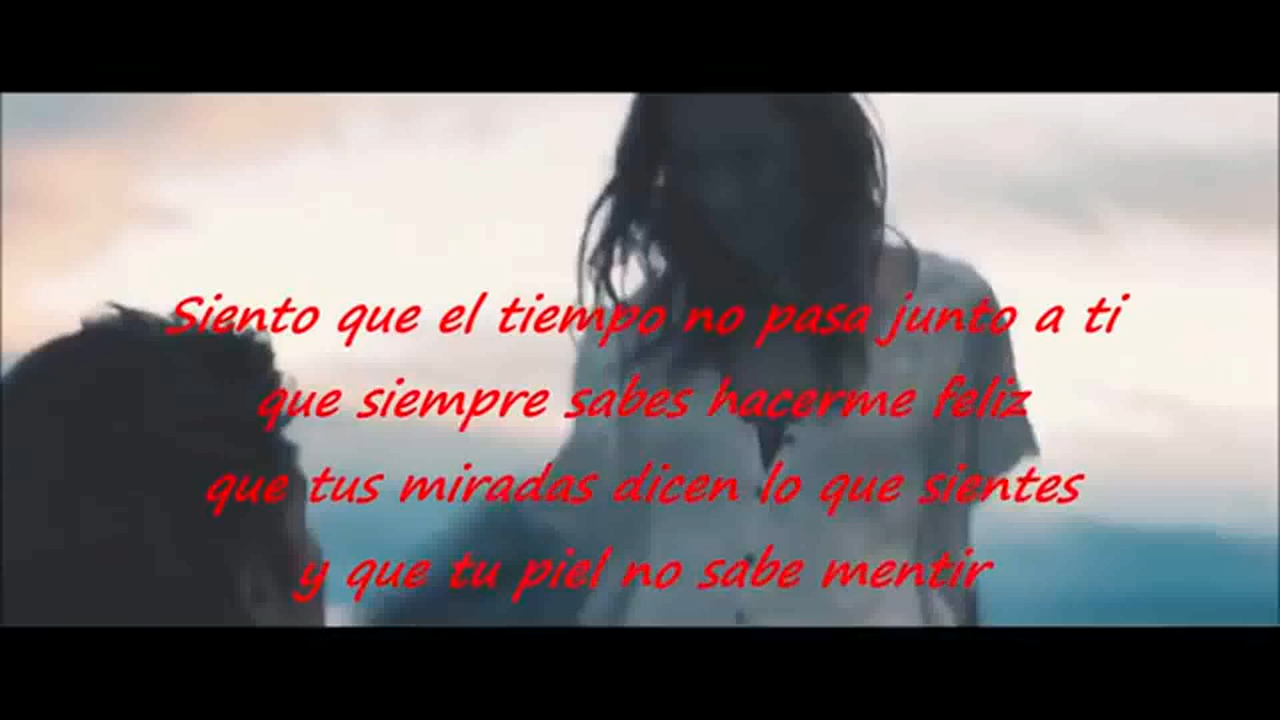 Siento que el tiempo no pasa junto a ti
que siempre sabes hacerme feliz
que tus miradas dicen lo que sientes
y que tu piel no sabe mentir